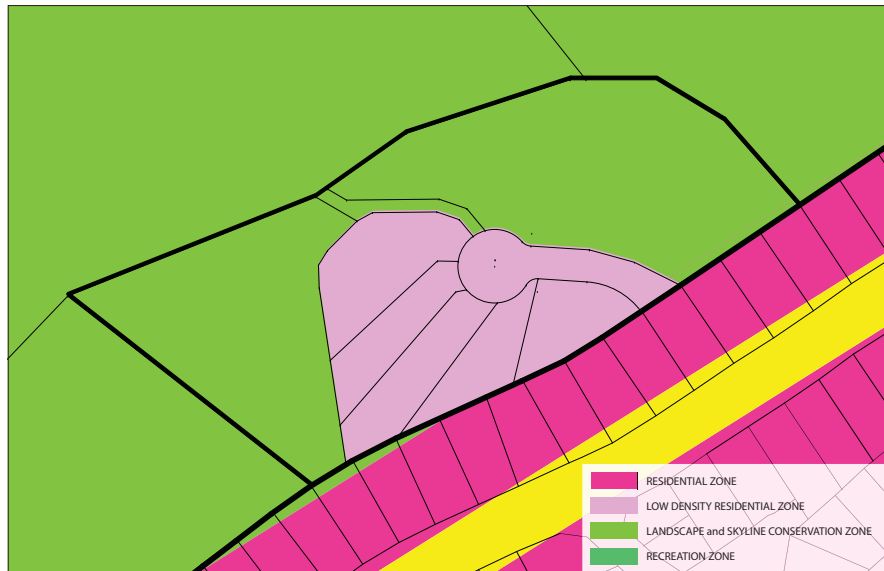 RESIDENTIAL ZONE
LOW DENSITY RESIDENTIAL ZONE
LANDSCAPE and SKYLINE CONSERVATION ZONE
RECREATION ZONE